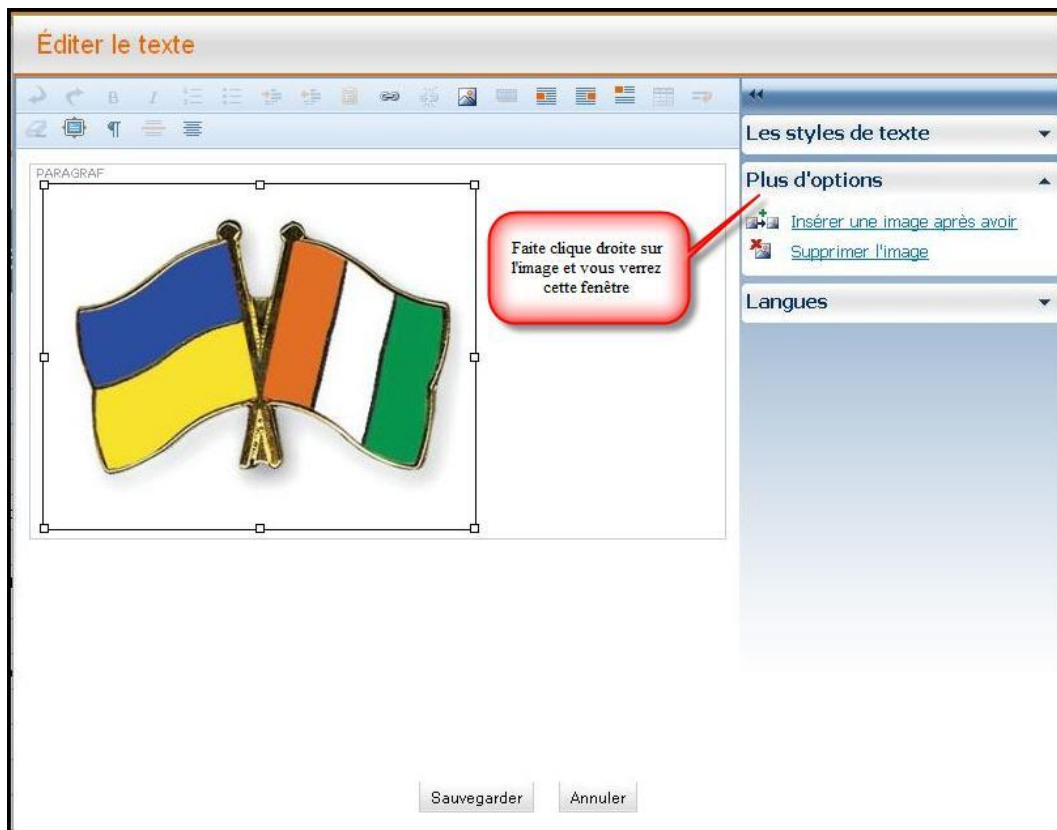 Éditer le texte
B I
¶
Les styles de texte
Plus d'options
Insérer une image après avoir
Supprimer l'image
Langues
PARAGRAF
Faite clique droite sur
l'image et vous verrez
cette fenêtre
Sauvegarder Annuler